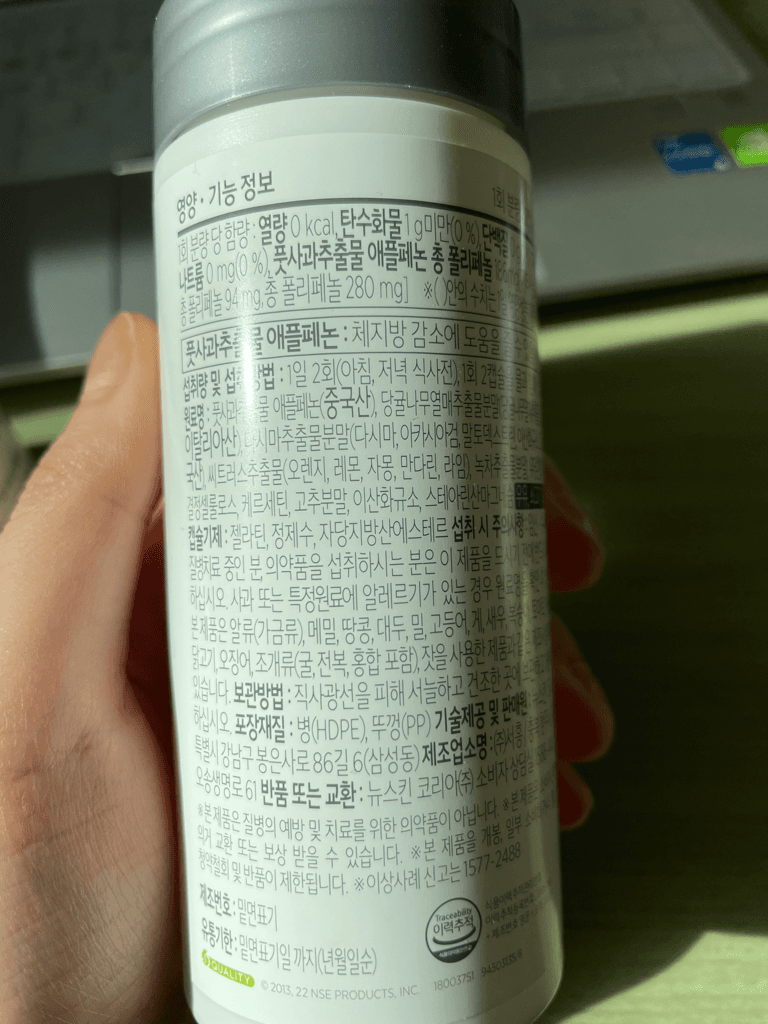 영양·기능 정보
1회 분량
1회 분량 당 함량 : 열량 0 kcal, 탄수화물 1 g미만(0 %), 단백질
나트륨 0 mg(0 %), 풋사과추출물 애플페논 총 폴리페놀
총 폴리페놀 94 mg, 총 폴리페놀 280 mg] ※( )안의 수치는
풋사과추출물 애플페논 : 체지방 감소에 도움을
섭취량 및 섭취방법 : 1일 2회(아침, 저녁 식사전), 1회 2캡슐을
원료명 : 풋사과추출물 애플페논(중국산), 당귤나무열매추출물분말
이탈리아산), 다시마추출물분말(다시마, 아카시아검, 말토덱스트린,
국산), 씨트러스추출물(오렌지, 레몬, 자몽, 만다린, 라임), 녹차추출물분말,
결정셀룰로스, 케르세틴, 고추분말, 이산화규소, 스테아린산마그네슘
캡슐기제 : 젤라틴, 정제수, 자당지방산에스테르 섭취 시 주의사항 :
질병치료 중인 분, 의약품을 섭취하시는 분은 이 제품을 드시기 전에
하십시오. 사과 또는 특정원료에 알레르기가 있는 경우 원료명을
본 제품은 알류(가금류), 메밀, 땅콩, 대두, 밀, 고등어, 게, 새우,
닭고기, 오징어, 조개류(굴, 전복, 홍합 포함), 잣을 사용한 제품과
있습니다. 보관방법 : 직사광선을 피해 서늘하고 건조한 곳에
하십시오. 포장재질 : 병(HDPE), 뚜껑(PP) 기술제공 및 판매원
특별시 강남구 봉은사로 86길 6(삼성동) 제조업소명 : (주)서흥
오송생명로 61 반품 또는 교환 : 뉴스킨 코리아(주) 소비자 상담실
※본 제품은 질병의 예방 및 치료를 위한 의약품이 아닙니다. ※본 제품은
의거 교환 또는 보상 받을 수 있습니다. ※본 제품을 개봉, 일부
청약철회 및 반품이 제한됩니다. ※이상사례 신고는 1577-2488
제조번호 : 밑면표기
유통기한 : 밑면표기일 까지(년월일순)
Traceability
이력추적
QUALITY
© 2013, 22 NSE PRODUCTS, INC. 18003751